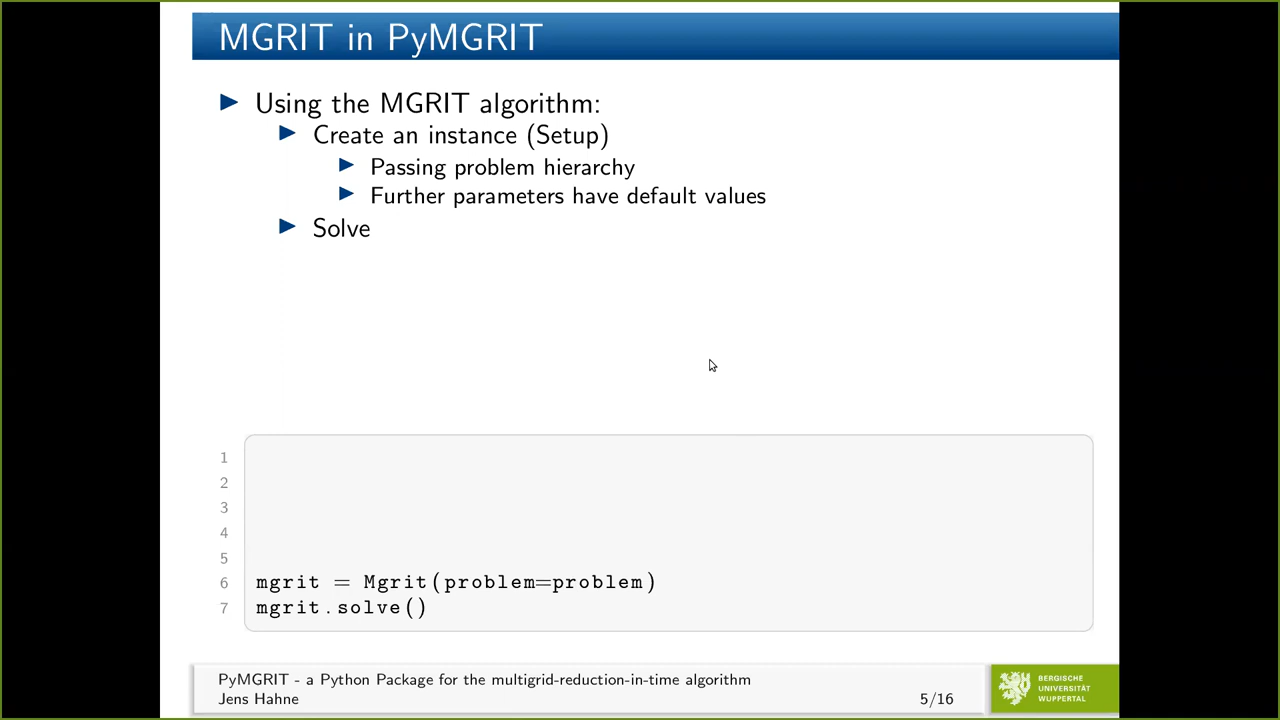 MGRIT in PyMGRIT
Using the MGRIT algorithm:
Create an instance (Setup)
Passing problem hierarchy
Further parameters have default values
Solve
1
2
3
4
5
6 mgrit = Mgrit(problem=problem)
7 mgrit.solve()
PyMGRIT - a Python Package for the multigrid-reduction-in-time algorithm
Jens Hahne 5/16
BERGISCHE
UNIVERSITÄT
WUPPERTAL